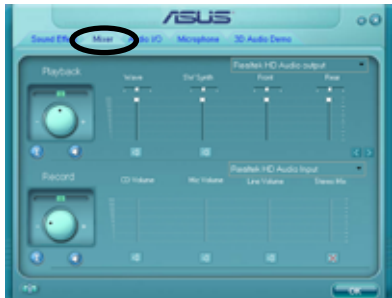 ASUS
Sound Effect Mixer Audio I/O Microphone 3D Audio Demo
Realtek HD Audio output
Playback
Wave SW Synth Front Rear
Realtek HD Audio Input
Record
CD Volume Mic Volume Line Volume Stereo Mix
OK